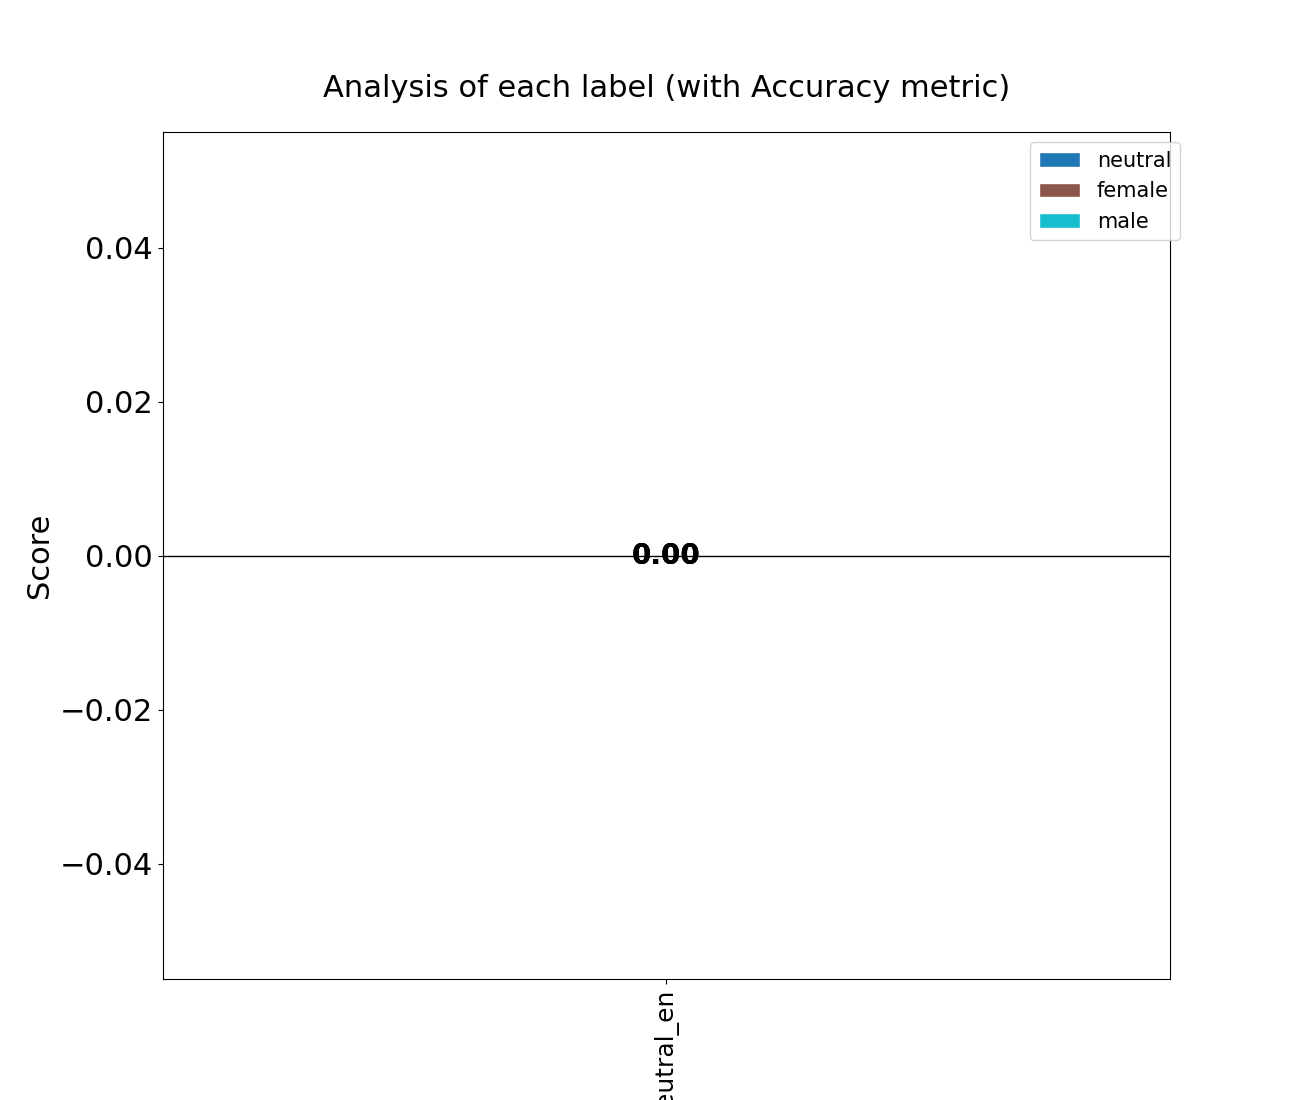 Analysis of each label (with Accuracy metric)
neutral
female
male
0.04
0.02
0.00
−0.02
−0.04
Score
0.00
eutral_en